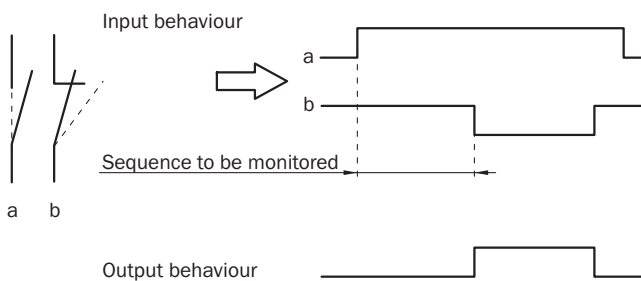 Input behaviour
a
b
Sequence to be monitored
a b
Output behaviour